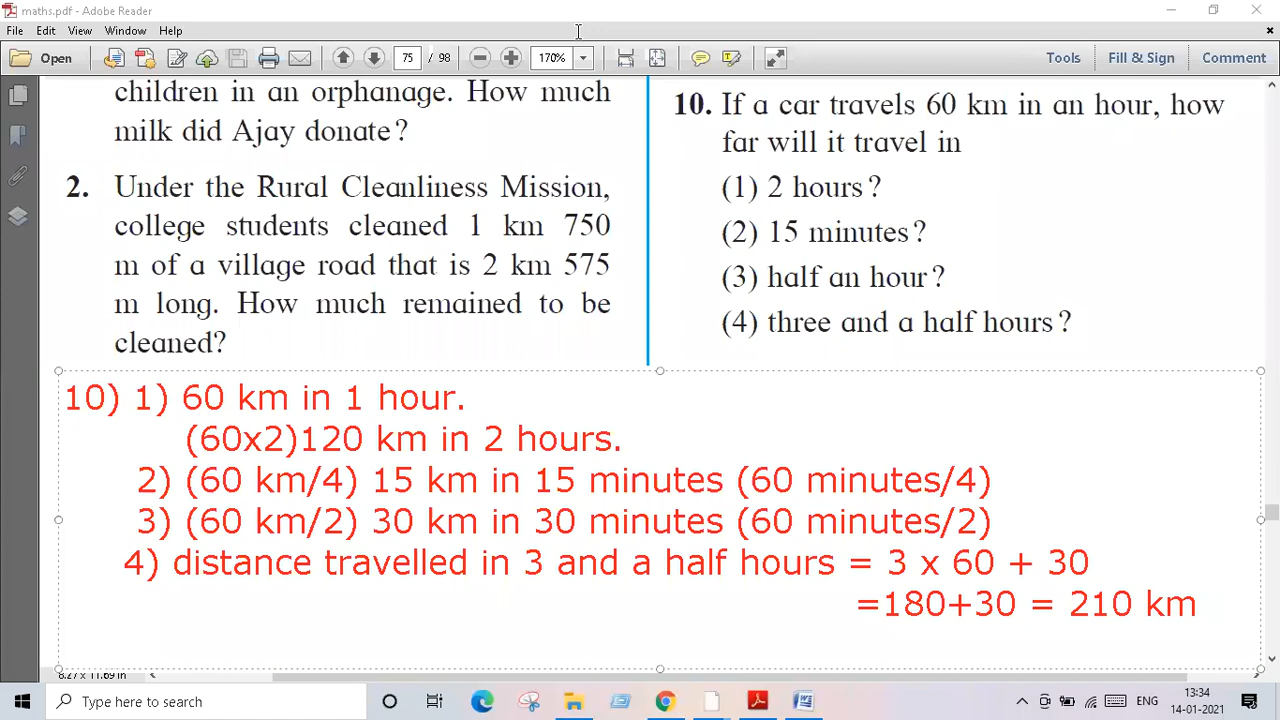 maths.pdf - Adobe Reader
File Edit View Window Help
Open 75 / 98 170% Tools Fill & Sign Comment
children in an orphanage. How much
milk did Ajay donate?
2. Under the Rural Cleanliness Mission,
college students cleaned 1 km 750
m of a village road that is 2 km 575
m long. How much remained to be
cleaned?
10. If a car travels 60 km in an hour, how
far will it travel in
(1) 2 hours?
(2) 15 minutes?
(3) half an hour?
(4) three and a half hours?
10) 1) 60 km in 1 hour.
(60x2)120 km in 2 hours.
2) (60 km/4) 15 km in 15 minutes (60 minutes/4)
3) (60 km/2) 30 km in 30 minutes (60 minutes/2)
4) distance travelled in 3 and a half hours = 3 x 60 + 30
=180+30 = 210 km
8.27 x 11.69 in
Type here to search
ENG
13:34
14-01-2021